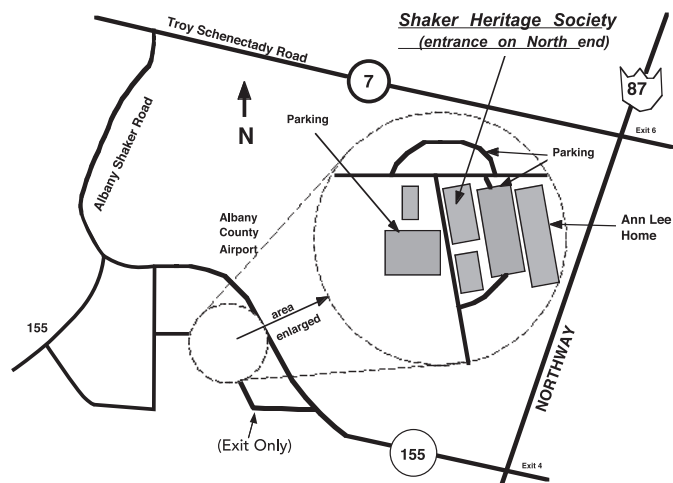 Shaker Heritage Society
(entrance on North end)
Troy Schenectady Road
7
87
Exit 6
N
Parking
Parking
Albany Shaker Road
Albany
County
Airport
Ann Lee
Home
area
enlarged
155
NORTHWAY
(Exit Only)
155
Exit 4